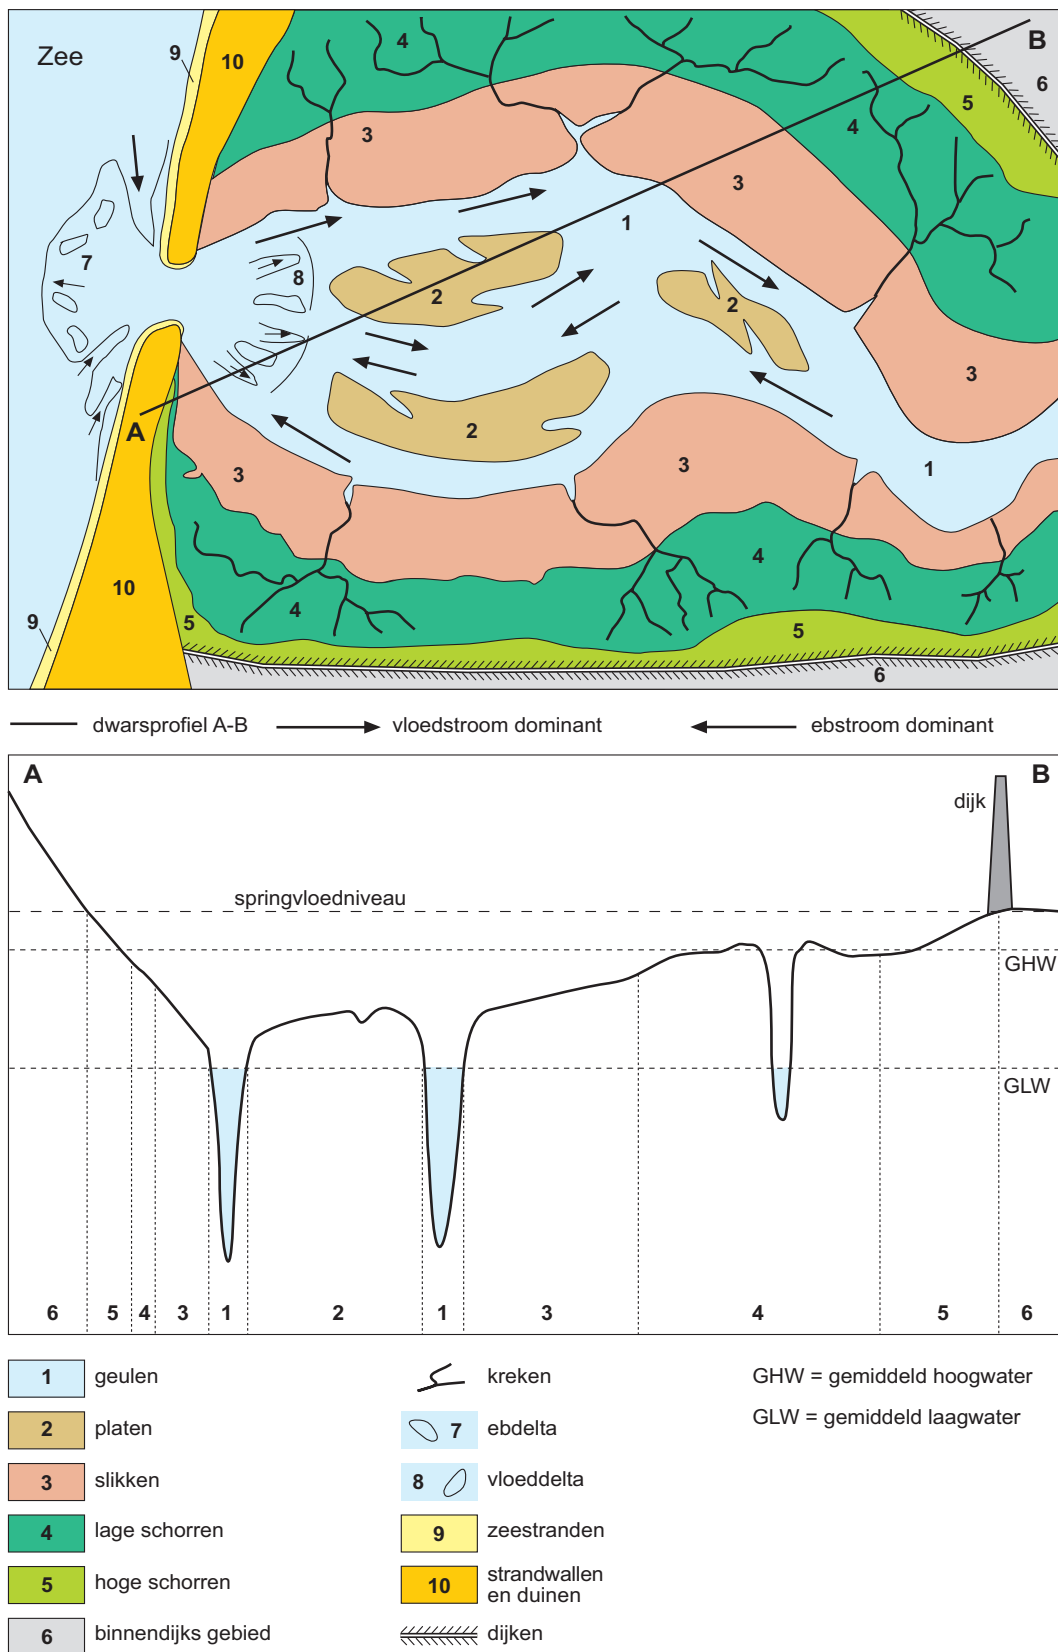 Zee
9
10
4
B
6
5
3
4
3
7
8
1
2
2
3
A
2
3
3
1
4
10
4
5
5
9
6
dwarsprofiel A-B
vloedstroom dominant
ebstroom dominant
A
B
dijk
springvloedniveau
GHW
GLW
6 5 4 3 1 2 1 3 4 5 6
1 geulen
kreken
GHW = gemiddeld hoogwater
GLW = gemiddeld laagwater
2 platen
7 ebdelta
3 slikken
8 vloeddelta
4 lage schorren
9 zeestranden
5 hoge schorren
10 strandwallen
en duinen
6 binnendijks gebied
dijken